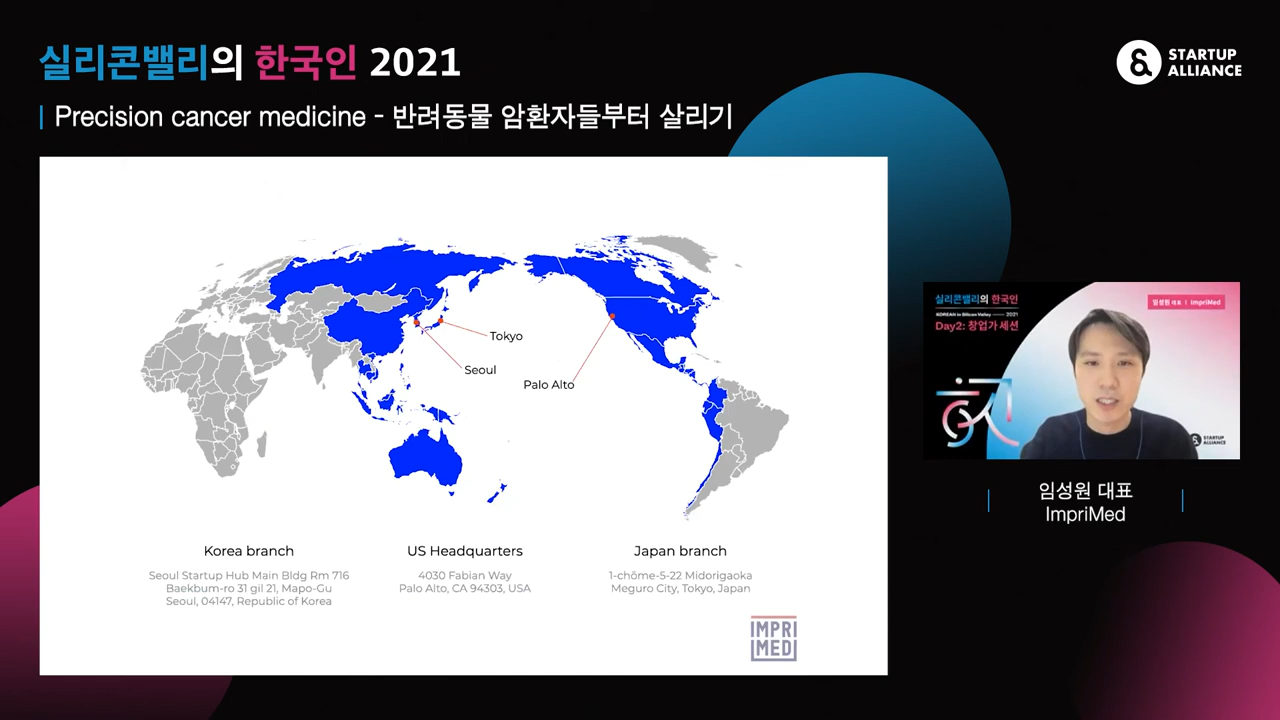 실리콘밸리의 한국인 2021
STARTUP
ALLIANCE
Precision cancer medicine - 반려동물 암환자들부터 살리기
Tokyo
Seoul
Palo Alto
Korea branch
Seoul Startup Hub Main Bldg Rm 716
Baekbum-ro 31 gil 21, Mapo-Gu
Seoul, 04147, Republic of Korea
US Headquarters
4030 Fabian Way
Palo Alto, CA 94303, USA
Japan branch
1-chōme-5-22 Midorigaoka
Meguro City, Tokyo, Japan
IMPRI
MED
실리콘밸리의 한국인
KOREAN in Silicon Valley 2021
Day2: 창업가 세션
임성원 대표 | ImpriMed
STARTUP
ALLIANCE
임성원 대표
ImpriMed